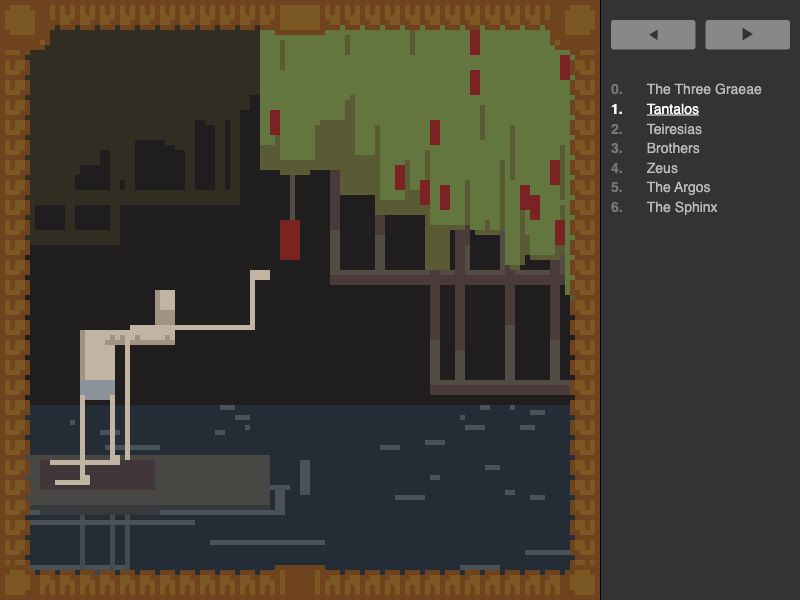 0. The Three Graeae
1. Tantalos
2. Teiresias
3. Brothers
4. Zeus
5. The Argos
6. The Sphinx